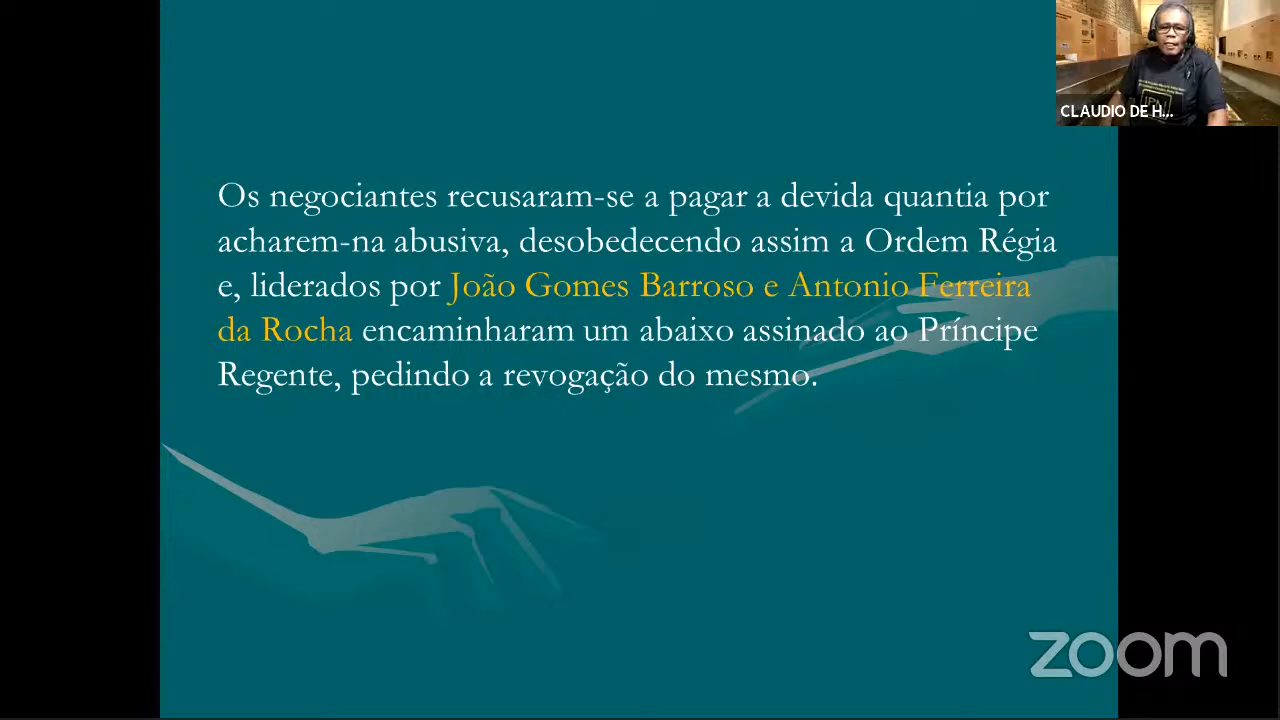 CLAUDIO DE H...
IPN
Os negociantes recusaram-se a pagar a devida quantia por
acharem-na abusiva, desobedecendo assim a Ordem Régia
e, liderados por João Gomes Barroso e Antonio Ferreira
da Rocha encaminharam um abaixo assinado ao Príncipe
Regente, pedindo a revogação do mesmo.
zoom